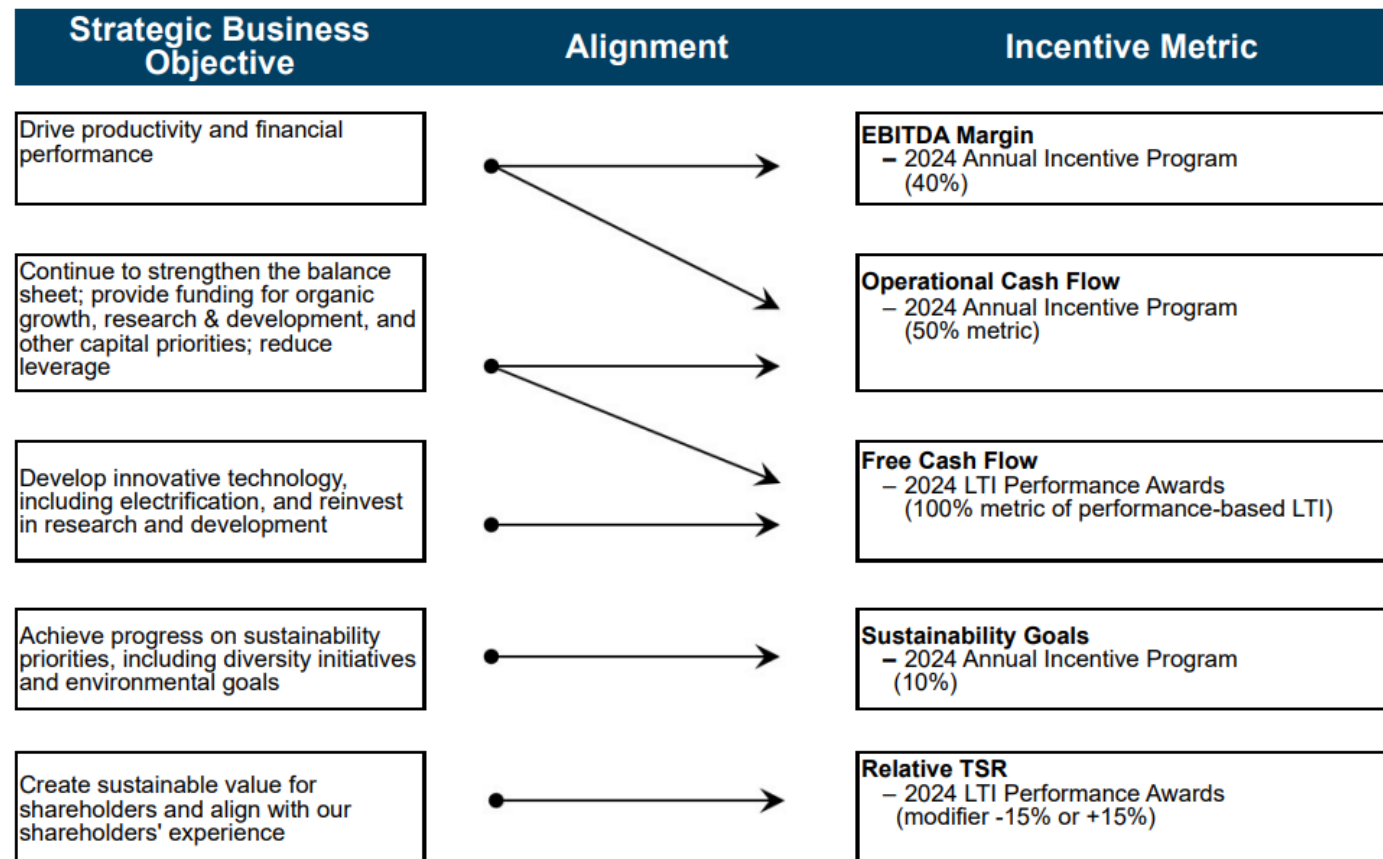 Strategic Business
Objective
Alignment
Incentive Metric
Drive productivity and financial
performance
EBITDA Margin
– 2024 Annual Incentive Program
(40%)
Continue to strengthen the balance
sheet; provide funding for organic
growth, research & development, and
other capital priorities; reduce
leverage
Operational Cash Flow
– 2024 Annual Incentive Program
(50% metric)
Develop innovative technology,
including electrification, and reinvest
in research and development
Free Cash Flow
– 2024 LTI Performance Awards
(100% metric of performance-based LTI)
Achieve progress on sustainability
priorities, including diversity initiatives
and environmental goals
Sustainability Goals
– 2024 Annual Incentive Program
(10%)
Create sustainable value for
shareholders and align with our
shareholders' experience
Relative TSR
– 2024 LTI Performance Awards
(modifier -15% or +15%)